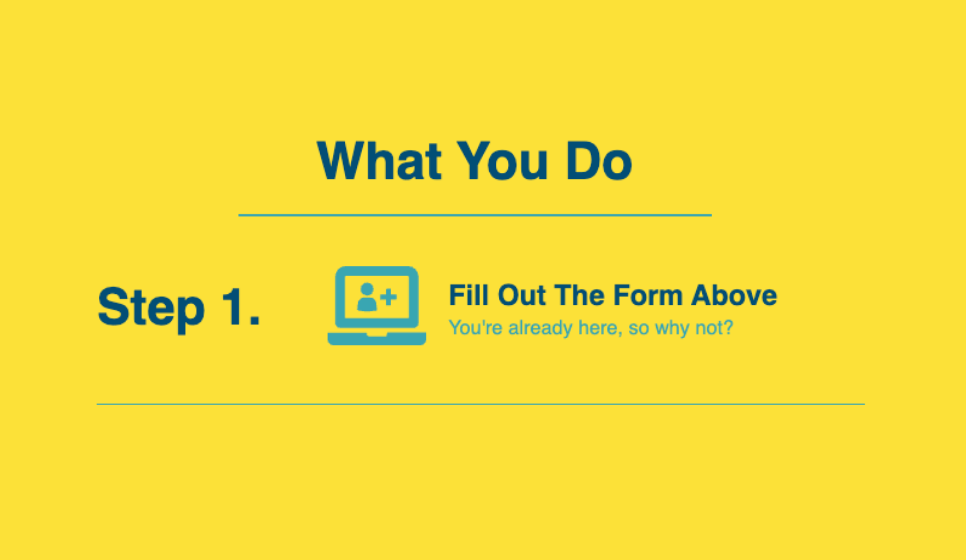 What You Do
Step 1.
Fill Out The Form Above
You're already here, so why not?